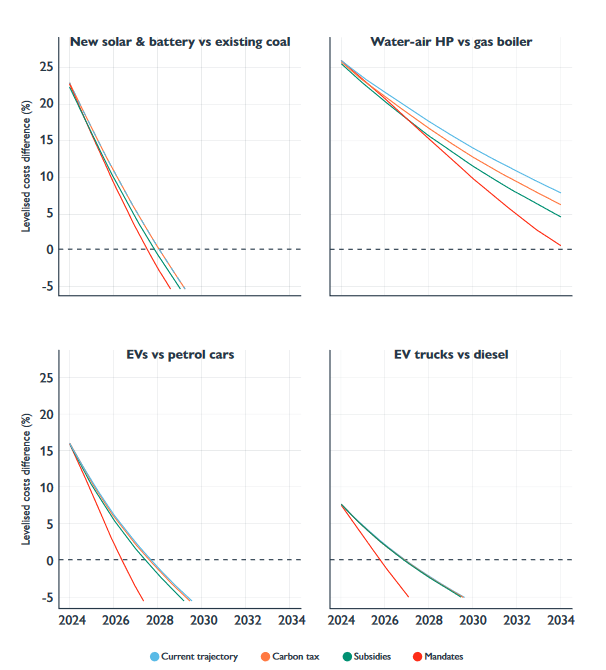 New solar & battery vs existing coal
Water-air HP vs gas boiler
Levelised costs difference (%)
25
20
15
10
5
0
-5
EVs vs petrol cars
EV trucks vs diesel
Levelised costs difference (%)
25
20
15
10
5
0
-5
2024 2026 2028 2030 2032 2034
2024 2026 2028 2030 2032 2034
Current trajectory Carbon tax Subsidies Mandates